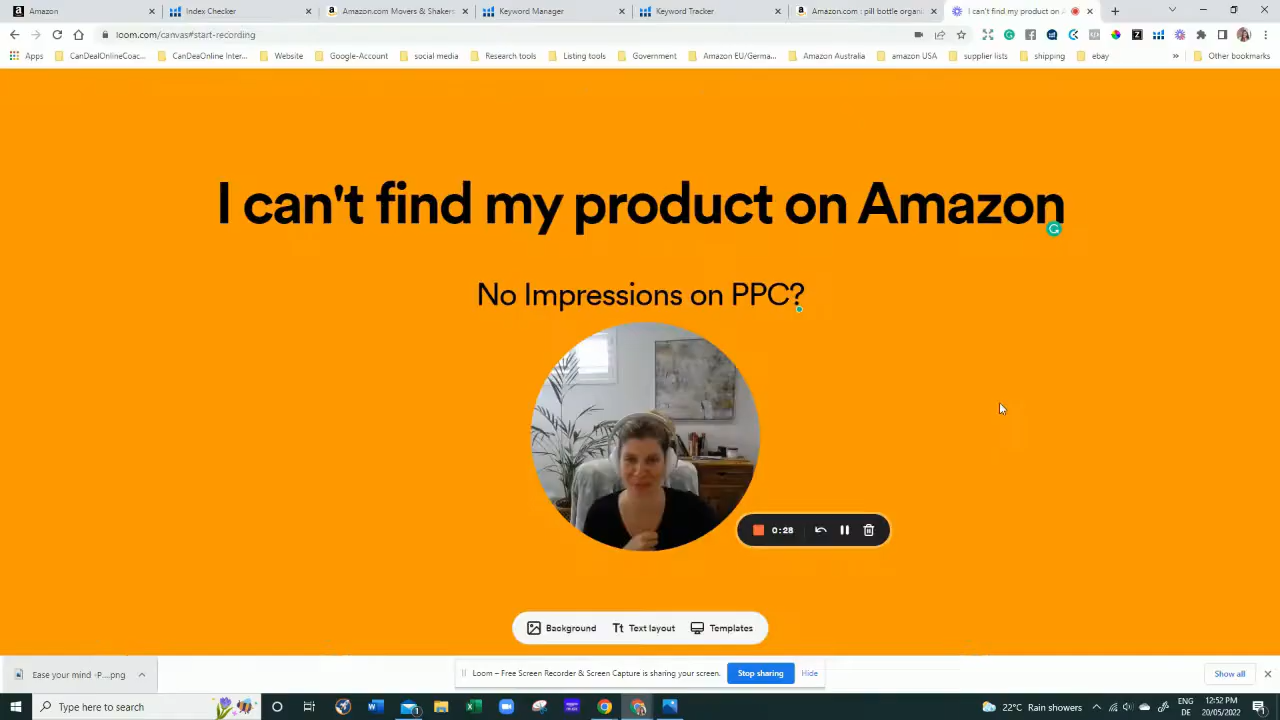 Amazon
Index Checker
Amazon.com Movers & Shakers
Keyword Manager
Keyword Tracker
Amazon.com : pill bottle organi
I can't find my product on A
loom.com/canvas#start-recording
Apps
CanDealOnlineCoac...
CanDeaOnline Inter...
Website
Google-Account
social media
Research tools
Listing tools
Government
Amazon EU/Germa...
Amazon Australia
amazon USA
supplier lists
shipping
ebay
Other bookmarks
I can't find my product on Amazon
No Impressions on PPC?
0:28
Background
Text layout
Templates
Loom – Free Screen Recorder & Screen Capture is sharing your screen.
Stop sharing
Hide
Show all
Type here to search
22°C Rain showers
ENG
DE
12:52 PM
20/05/2022